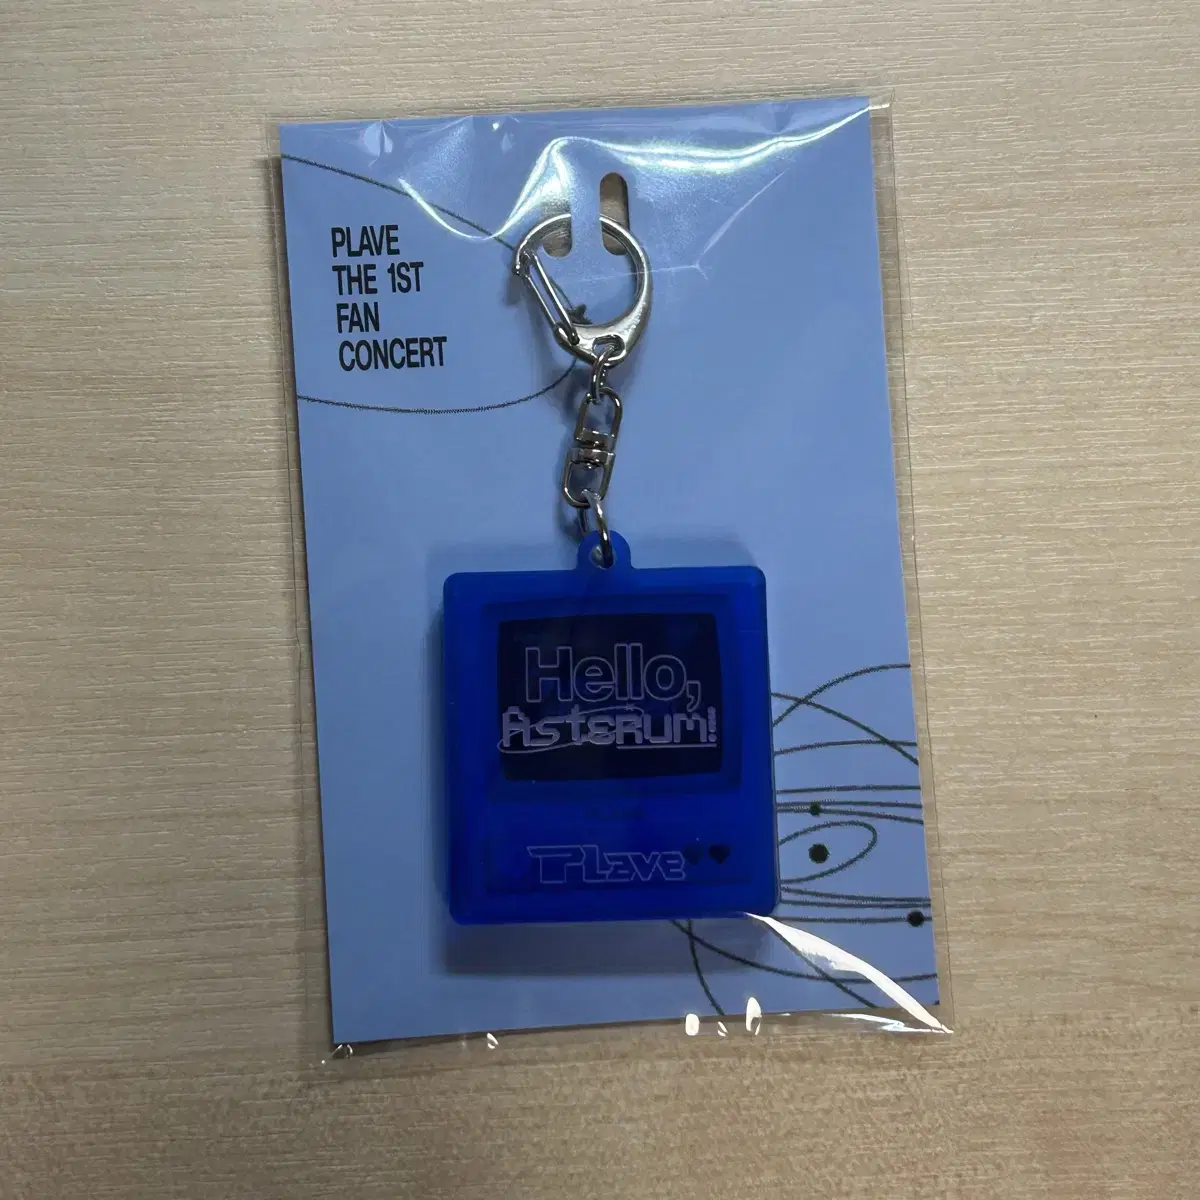 PLAVE
THE 1ST
FAN
CONCERT
Hello,
Asterum!
PLAVE